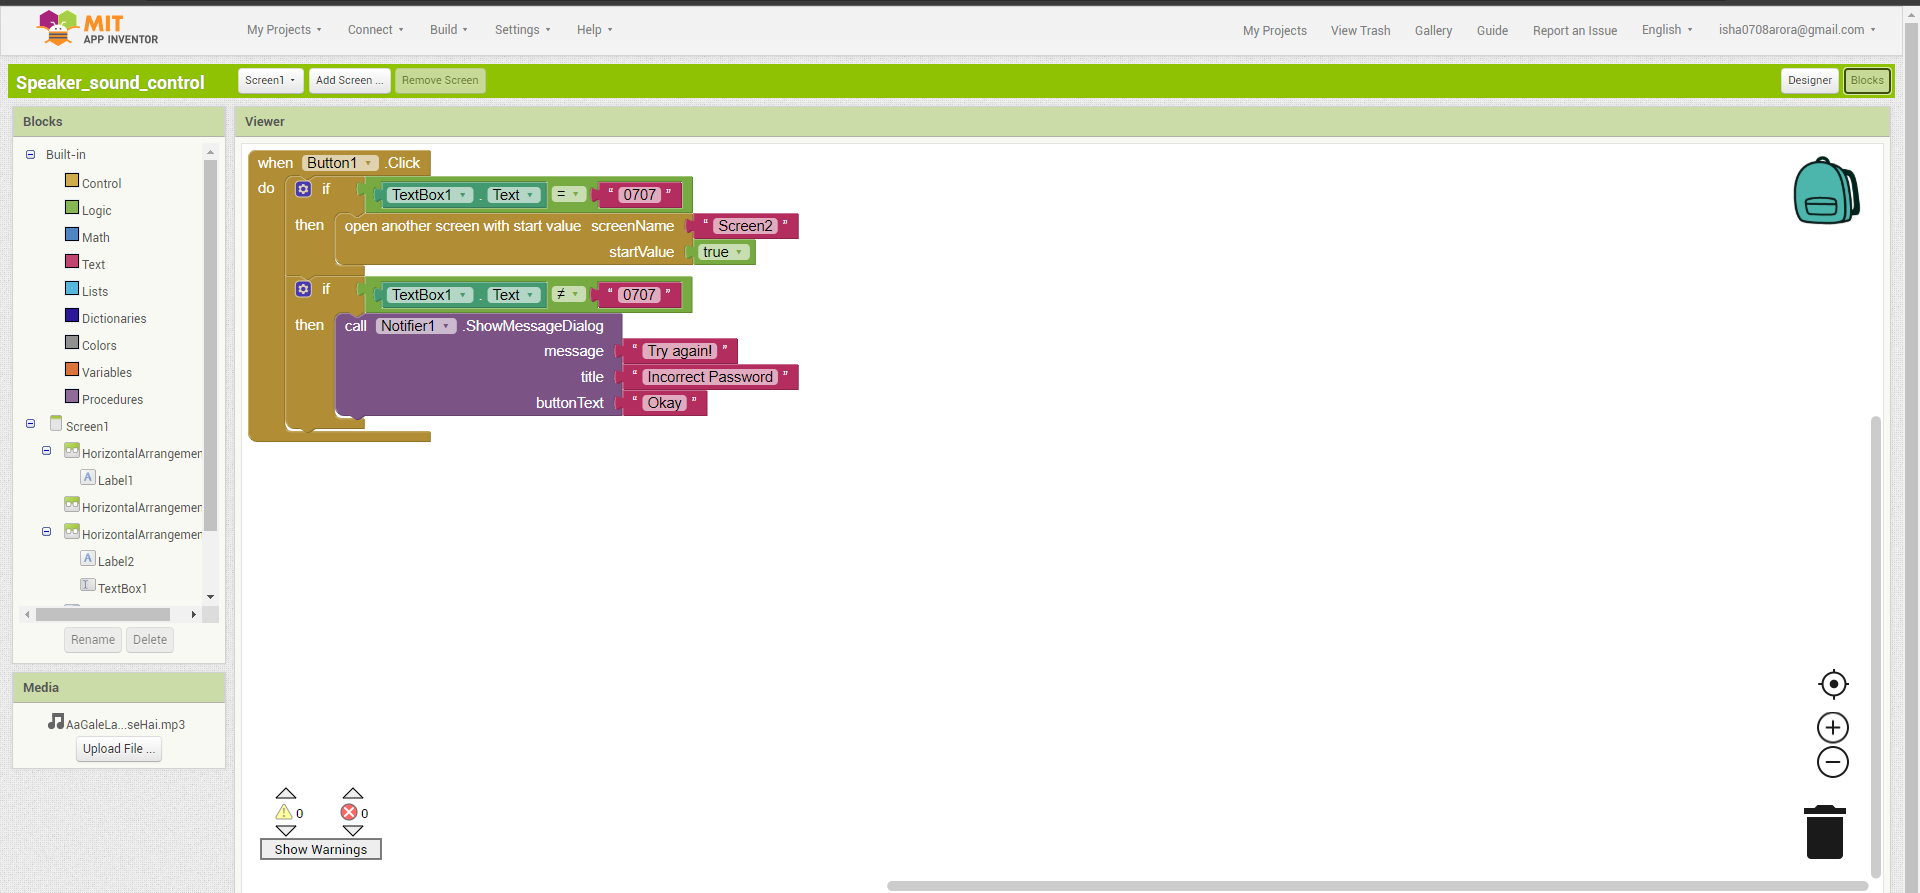 MIT
APP INVENTOR
My Projects Connect Build Settings Help My Projects View Trash Gallery Guide Report an Issue English isha0708arora@gmail.com
Speaker_sound_control Screen1 Add Screen ... Remove Screen Designer Blocks
Blocks
Built-in
Control
Logic
Math
Text
Lists
Dictionaries
Colors
Variables
Procedures
Screen1
HorizontalArrangemen
Label1
HorizontalArrangemen
HorizontalArrangemen
Label2
TextBox1
Rename Delete
Media
AaGaleLa...seHai.mp3
Upload File ...
Viewer
when Button1 .Click
do if TextBox1 . Text = “ 0707 ”
then open another screen with start value screenName “ Screen2 ”
startValue true
if TextBox1 . Text ≠ “ 0707 ”
then call Notifier1 .ShowMessageDialog
message “ Try again! ”
title “ Incorrect Password ”
buttonText “ Okay ”
0 0
Show Warnings